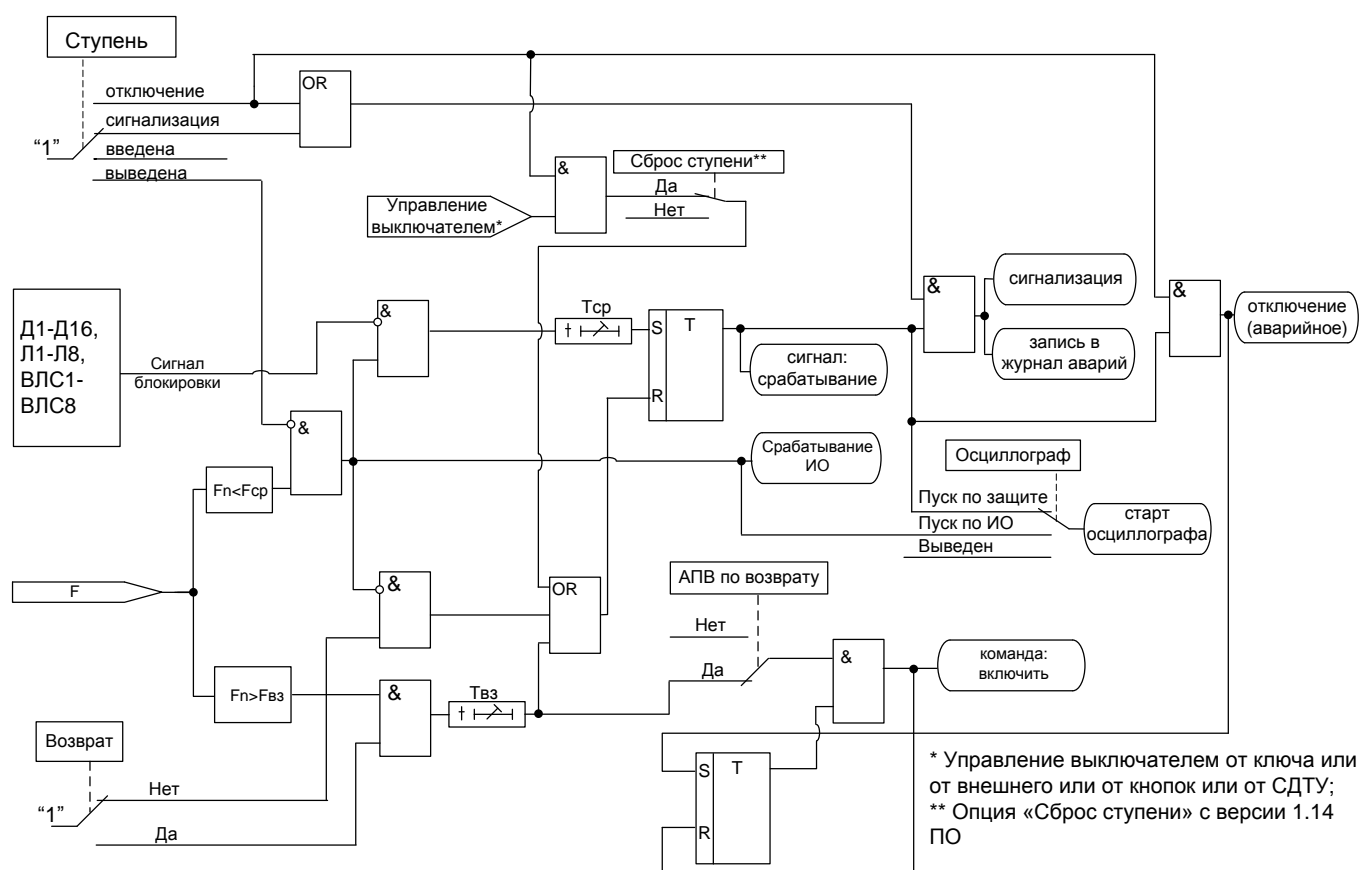 Ступень
отключение
сигнализация
"1"
введена
выведена
OR
&
Сброс ступени**
Да
Нет
Управление
выключателем*
Д1-Д16,
Л1-Л8,
ВЛС1-
ВЛС8
Сигнал
блокировки
&
Тср
S T
R
сигнал:
срабатывание
&
сигнализация
запись в
журнал аварий
&
отключение
(аварийное)
&
Fn<Fср
Срабатывание
ИО
Осциллограф
Пуск по защите
Пуск по ИО
Выведен
старт
осциллографа
F
&
OR
АПВ по возврату
Нет
Да
&
команда:
включить
Fn>Fвз
&
Твз
Возврат
"1"
Нет
Да
S T
R
* Управление выключателем от ключа или
от внешнего или от кнопок или от СДТУ;
** Опция «Сброс ступени» с версии 1.14
ПО